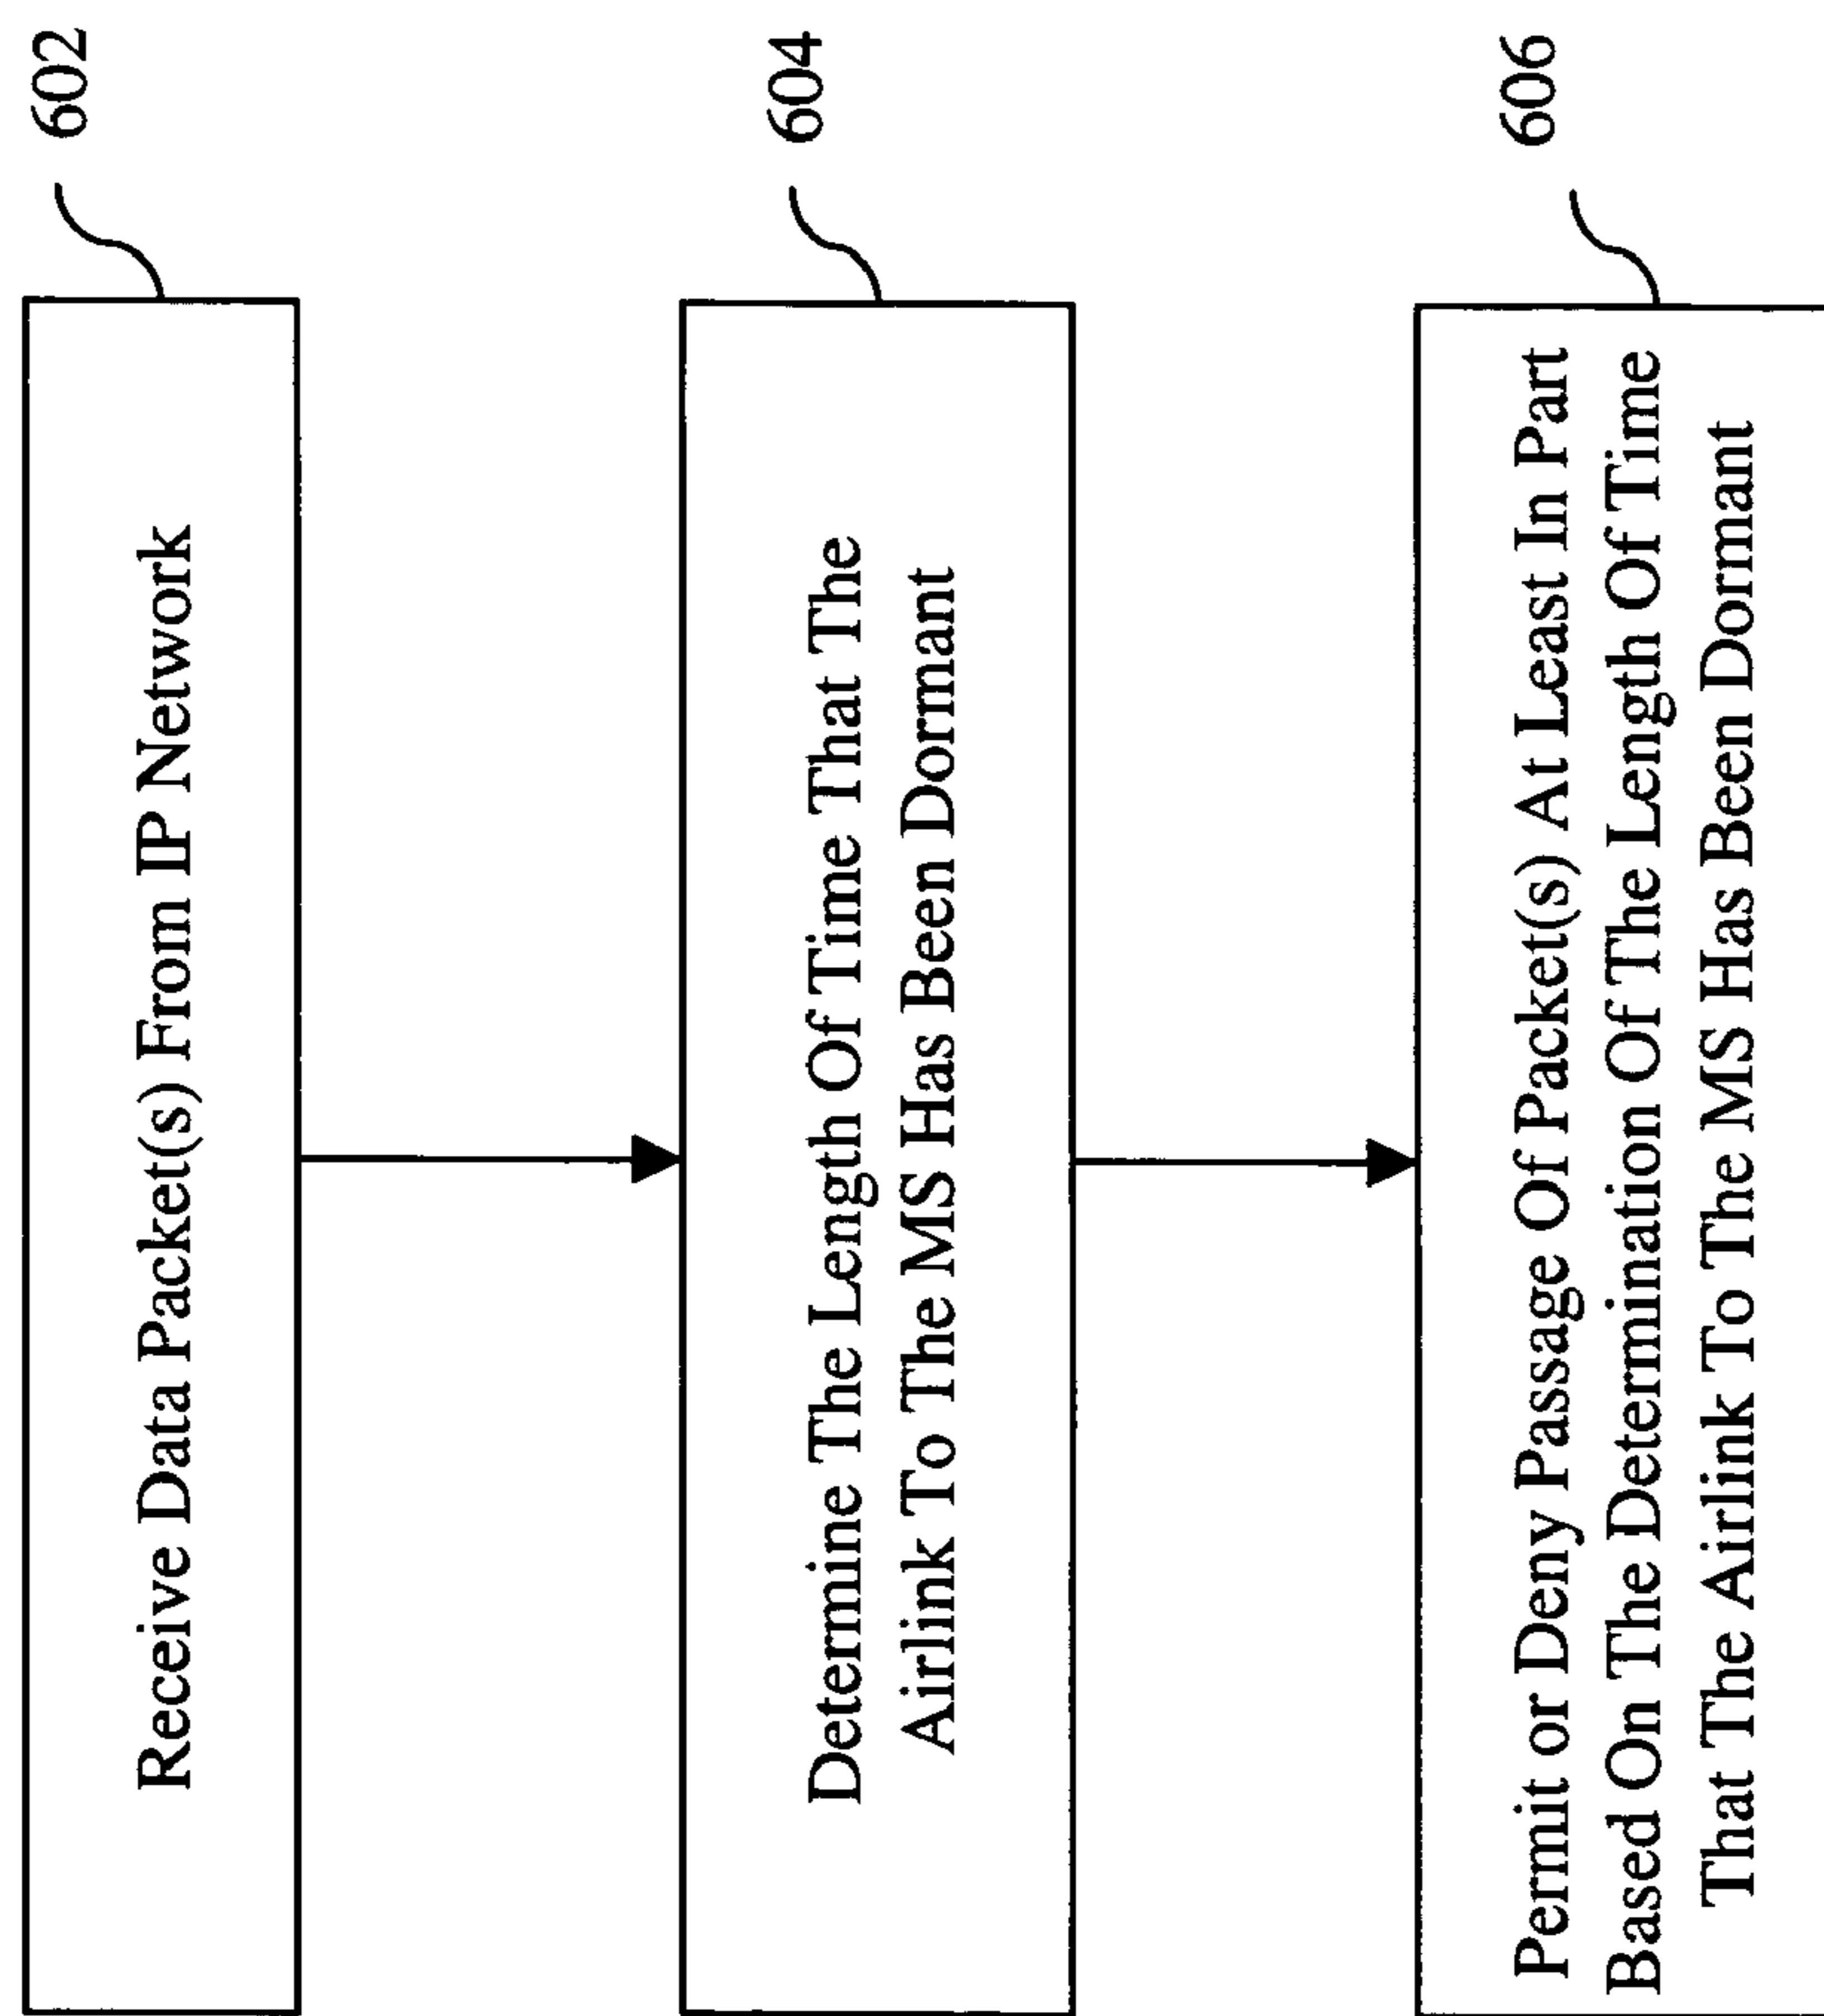 602
Receive Data Packet(s) From IP Network
604
Determine The Length Of Time That The
Airlink To The MS Has Been Dormant
606
Permit or Deny Passage Of Packet(s) At Least In Part
Based On The Determination Of The Length Of Time
That The Airlink To The MS Has Been Dormant